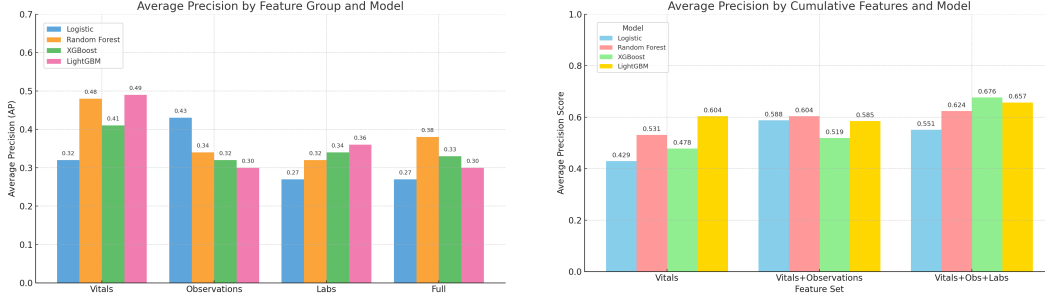 Average Precision by Feature Group and Model
0.7
0.6
0.5
0.4
0.3
0.2
0.1
0.0
Average Precision (AP)
Logistic
Random Forest
XGBoost
LightGBM
0.32
0.48
0.41
0.49
0.43
0.34
0.32
0.30
0.27
0.32
0.34
0.36
0.27
0.38
0.33
0.30
Vitals
Observations
Labs
Full
Average Precision by Cumulative Features and Model
1.0
0.8
0.6
0.4
0.2
0.0
Average Precision Score
Model
Logistic
Random Forest
XGBoost
LightGBM
0.429
0.531
0.478
0.604
0.588
0.604
0.519
0.585
0.551
0.624
0.676
0.657
Vitals
Vitals+Observations
Vitals+Obs+Labs
Feature Set